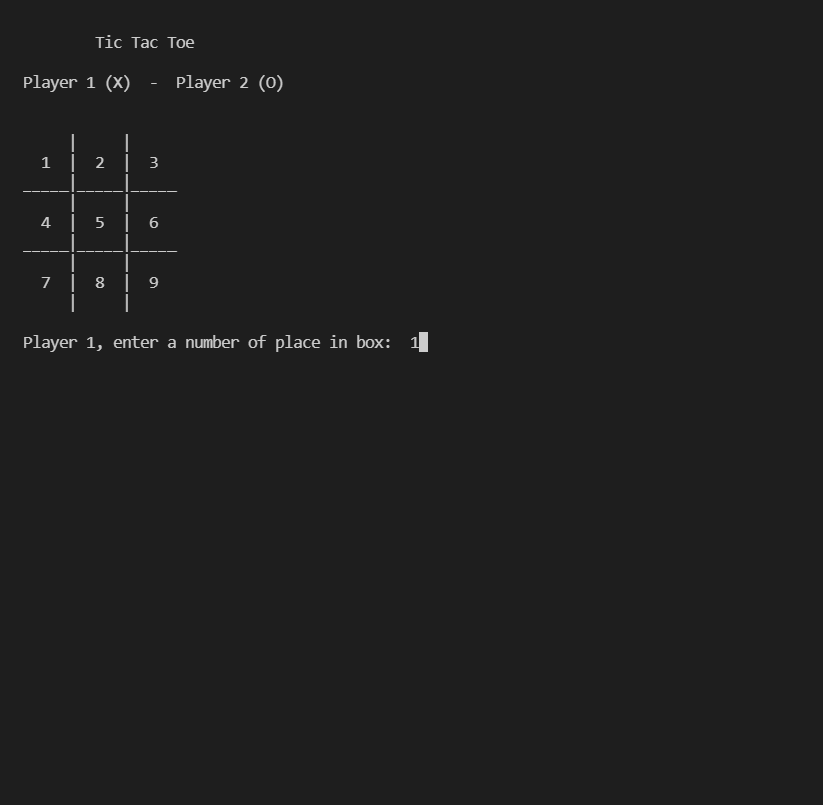 Tic Tac Toe
Player 1 (X)  -  Player 2 (O)
     |     |
  1  |  2  |  3
_____|_____|_____
     |     |
  4  |  5  |  6
_____|_____|_____
     |     |
  7  |  8  |  9
     |     |
Player 1, enter a number of place in box:  1